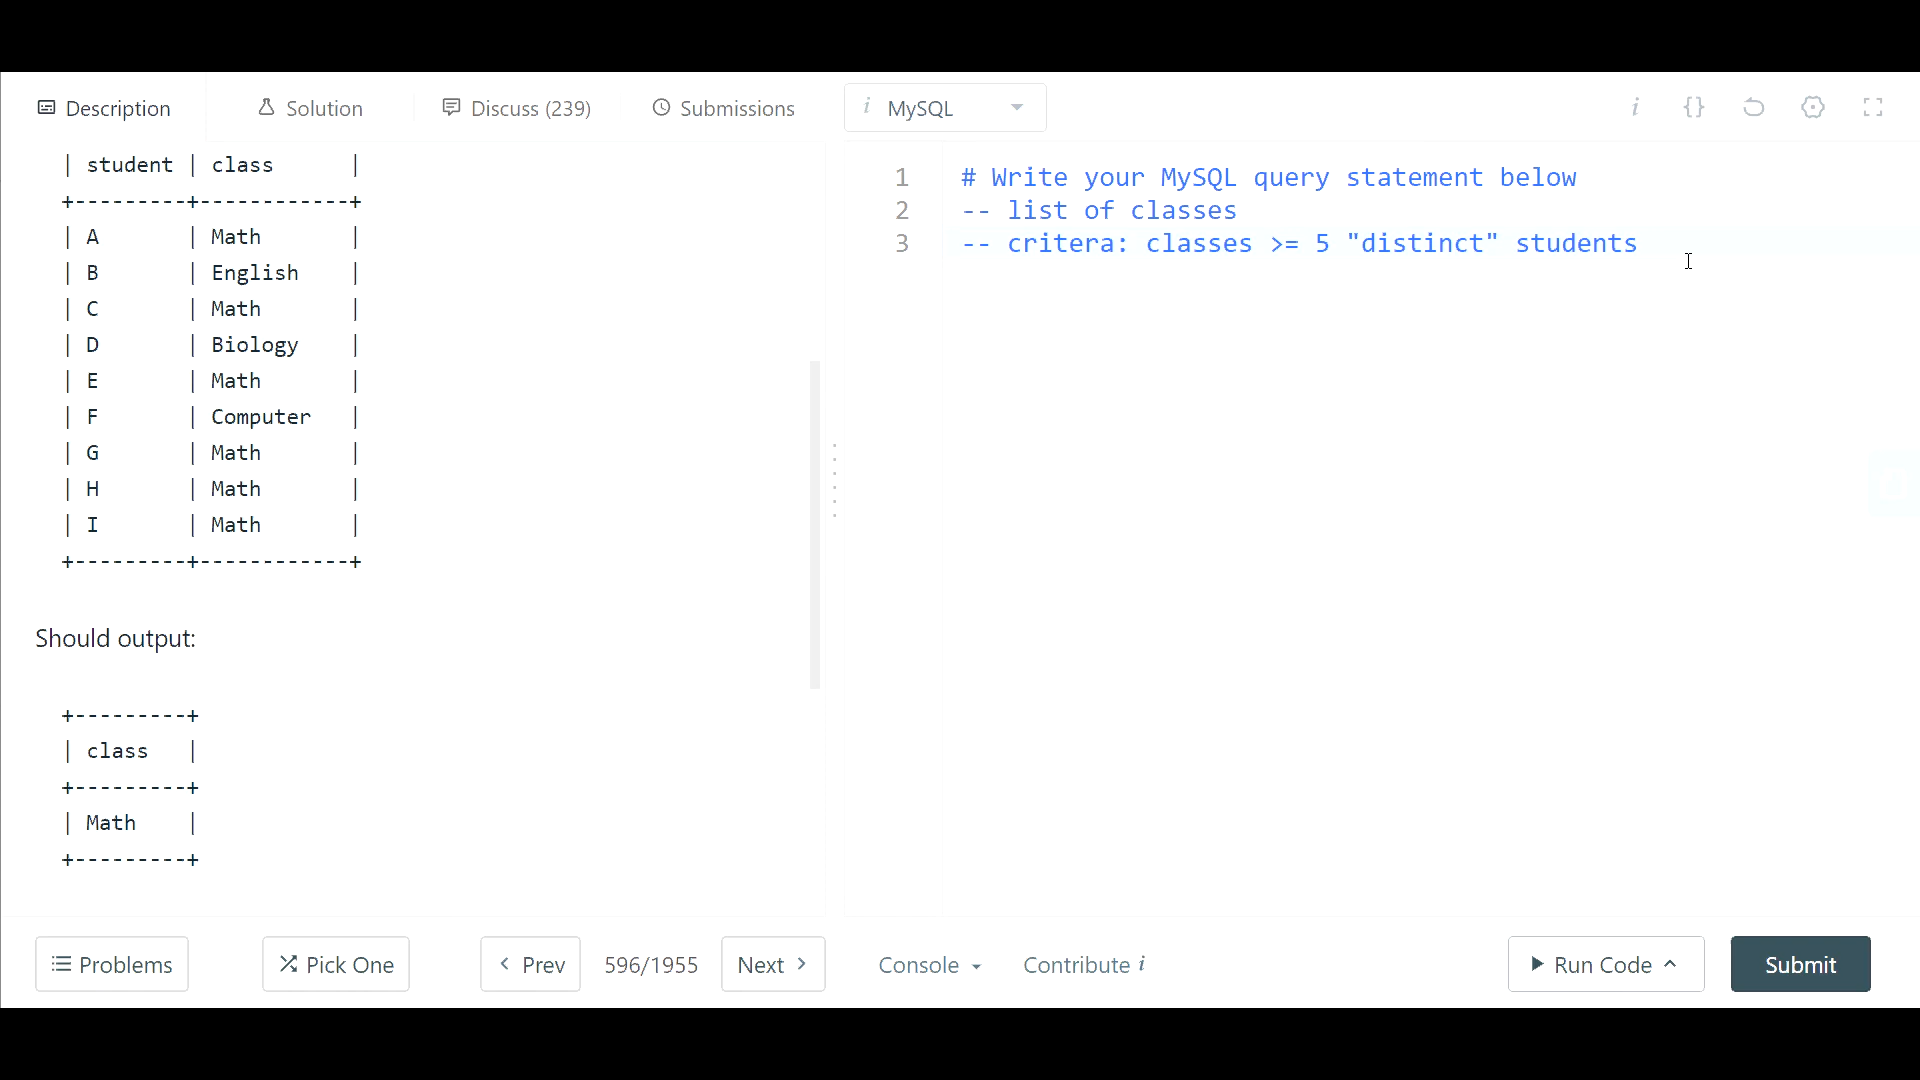 Description Solution Discuss (239) Submissions i MySQL i {}
| student | class |
+---------+------------+
| A | Math |
| B | English |
| C | Math |
| D | Biology |
| E | Math |
| F | Computer |
| G | Math |
| H | Math |
| I | Math |
+---------+------------+
Should output:
+---------+
| class |
+---------+
| Math |
+---------+
1 # Write your MySQL query statement below
2 -- list of classes
3 -- critera: classes >= 5 "distinct" students
Problems Pick One < Prev 596/1955 Next > Console Contribute i Run Code Submit